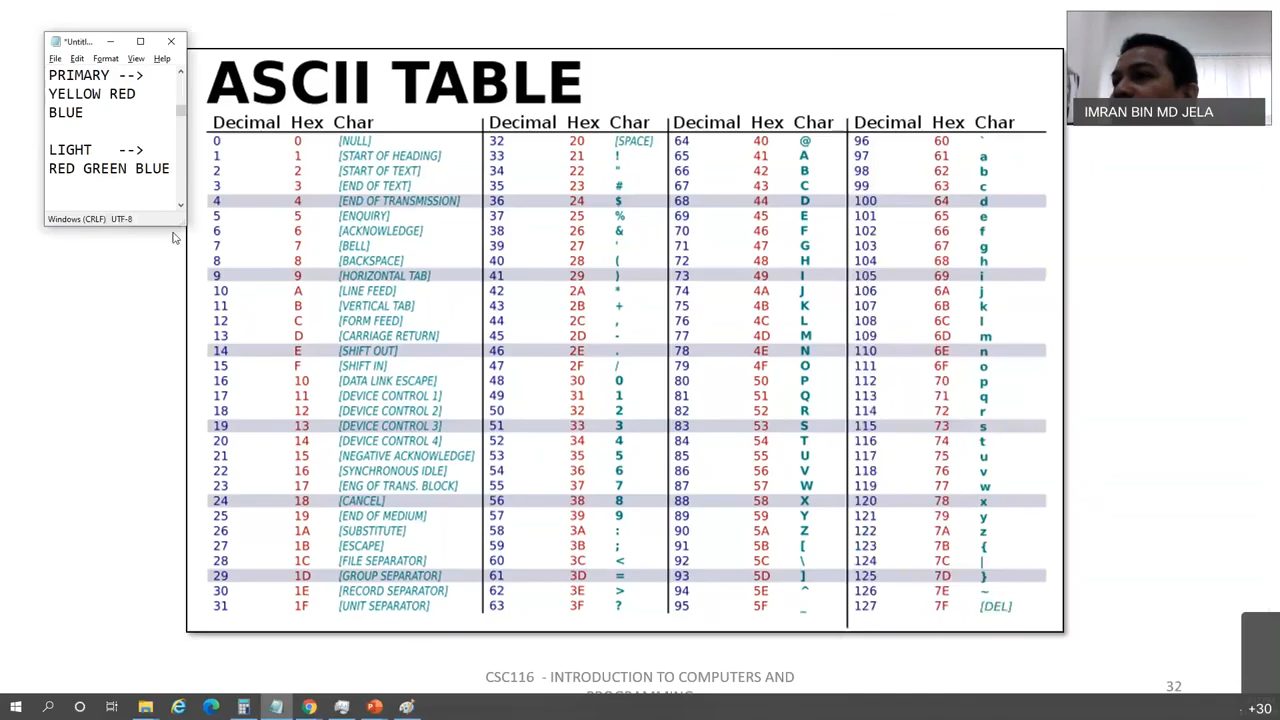 "Untitl...
File Edit Format View Help
PRIMARY -->
YELLOW RED
BLUE
LIGHT -->
RED GREEN BLUE
Windows (CRLF) UTF-8
IMRAN BIN MD JELA
ASCII TABLE
Decimal Hex Char Decimal Hex Char Decimal Hex Char Decimal Hex Char
0 0 [NULL] 32 20 [SPACE] 64 40 @ 96 60 `
1 1 [START OF HEADING] 33 21 ! 65 41 A 97 61 a
2 2 [START OF TEXT] 34 22 " 66 42 B 98 62 b
3 3 [END OF TEXT] 35 23 # 67 43 C 99 63 c
4 4 [END OF TRANSMISSION] 36 24 $ 68 44 D 100 64 d
5 5 [ENQUIRY] 37 25 % 69 45 E 101 65 e
6 6 [ACKNOWLEDGE] 38 26 & 70 46 F 102 66 f
7 7 [BELL] 39 27 ' 71 47 G 103 67 g
8 8 [BACKSPACE] 40 28 ( 72 48 H 104 68 h
9 9 [HORIZONTAL TAB] 41 29 ) 73 49 I 105 69 i
10 A [LINE FEED] 42 2A * 74 4A J 106 6A j
11 B [VERTICAL TAB] 43 2B + 75 4B K 107 6B k
12 C [FORM FEED] 44 2C , 76 4C L 108 6C l
13 D [CARRIAGE RETURN] 45 2D - 77 4D M 109 6D m
14 E [SHIFT OUT] 46 2E . 78 4E N 110 6E n
15 F [SHIFT IN] 47 2F / 79 4F O 111 6F o
16 10 [DATA LINK ESCAPE] 48 30 0 80 50 P 112 70 p
17 11 [DEVICE CONTROL 1] 49 31 1 81 51 Q 113 71 q
18 12 [DEVICE CONTROL 2] 50 32 2 82 52 R 114 72 r
19 13 [DEVICE CONTROL 3] 51 33 3 83 53 S 115 73 s
20 14 [DEVICE CONTROL 4] 52 34 4 84 54 T 116 74 t
21 15 [NEGATIVE ACKNOWLEDGE] 53 35 5 85 55 U 117 75 u
22 16 [SYNCHRONOUS IDLE] 54 36 6 86 56 V 118 76 v
23 17 [ENG OF TRANS. BLOCK] 55 37 7 87 57 W 119 77 w
24 18 [CANCEL] 56 38 8 88 58 X 120 78 x
25 19 [END OF MEDIUM] 57 39 9 89 59 Y 121 79 y
26 1A [SUBSTITUTE] 58 3A : 90 5A Z 122 7A z
27 1B [ESCAPE] 59 3B ; 91 5B [ 123 7B {
28 1C [FILE SEPARATOR] 60 3C < 92 5C \ 124 7C |
29 1D [GROUP SEPARATOR] 61 3D = 93 5D ] 125 7D }
30 1E [RECORD SEPARATOR] 62 3E > 94 5E ^ 126 7E ~
31 1F [UNIT SEPARATOR] 63 3F ? 95 5F _ 127 7F [DEL]
CSC116 - INTRODUCTION TO COMPUTERS AND
32
+30